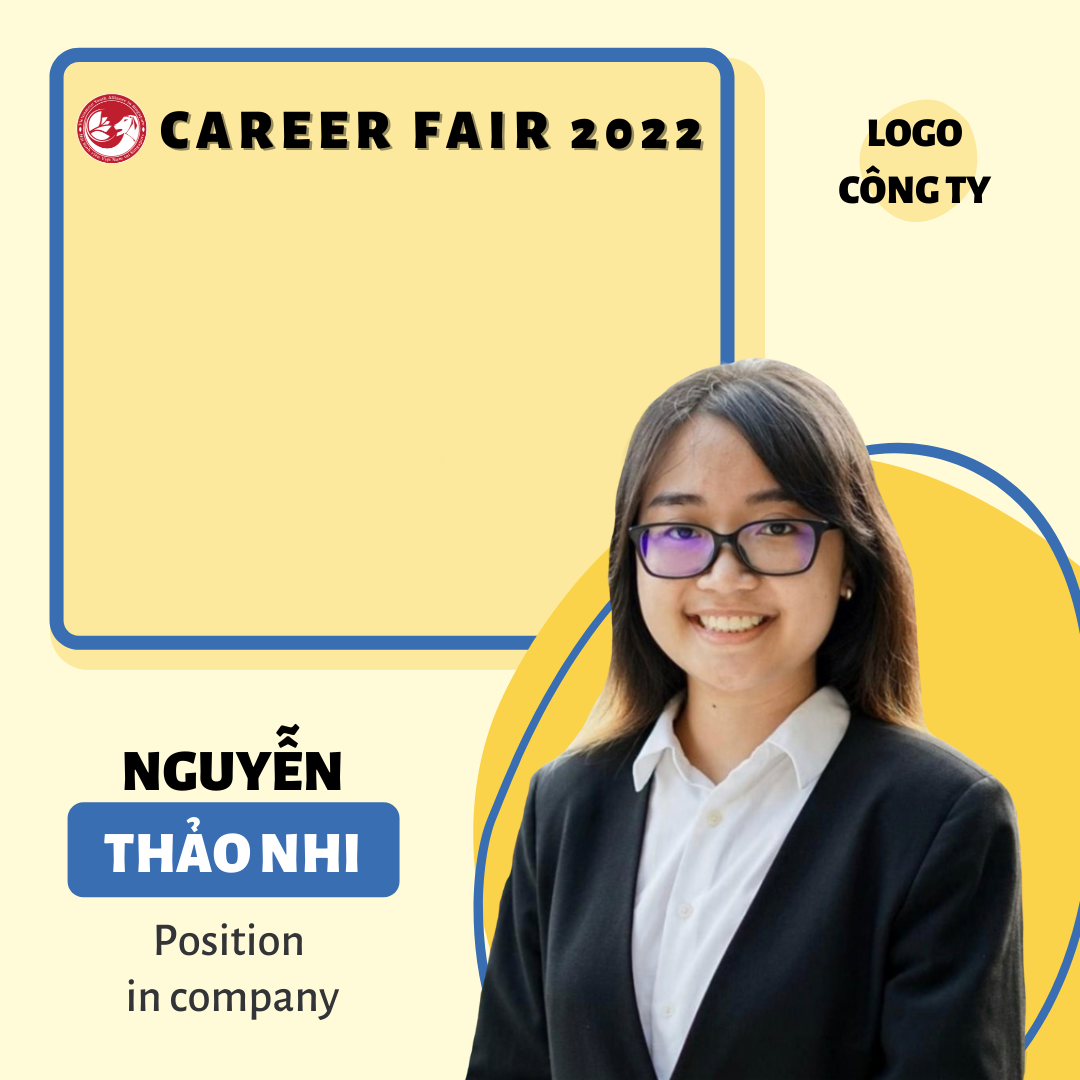 CAREER FAIR 2022
LOGO
CÔNG TY
NGUYỄN
THẢO NHI
Position
in company